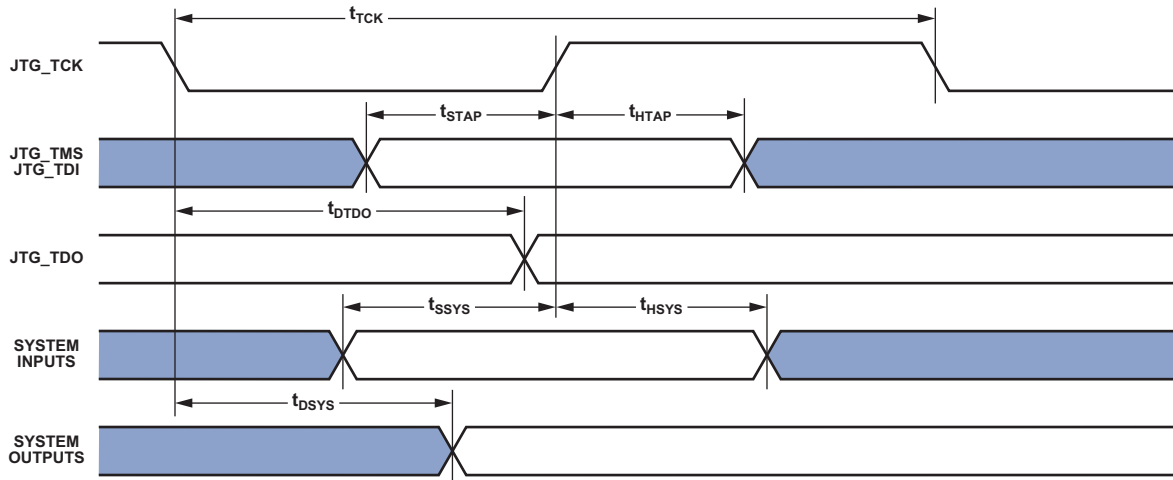 tTCK
JTG_TCK
tSTAP
tHTAP
JTG_TMS
JTG_TDI
tDTDO
JTG_TDO
tSSYS
tHSYS
SYSTEM
INPUTS
tDSYS
SYSTEM
OUTPUTS